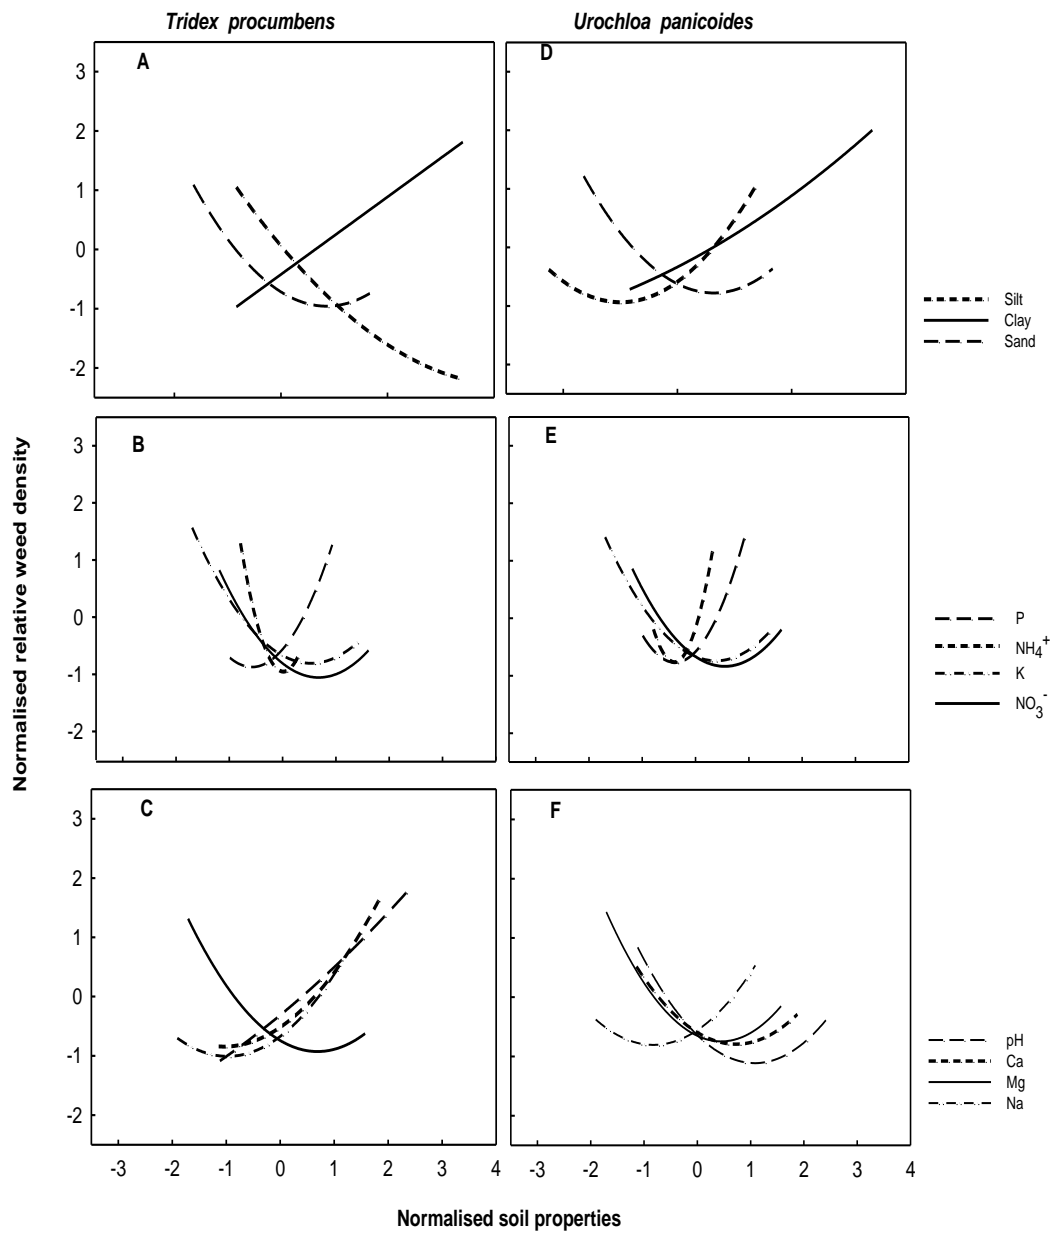 Tridex procumbens
Urochloa panicoides
A
3
2
1
0
-1
-2
D
Silt
Clay
Sand
Normalised relative weed density
B
3
2
1
0
-1
-2
E
P
NH4+
K
NO3-
C
3
2
1
0
-1
-2
F
pH
Ca
Mg
Na
-3 -2 -1 0 1 2 3 4
-3 -2 -1 0 1 2 3 4
Normalised soil properties